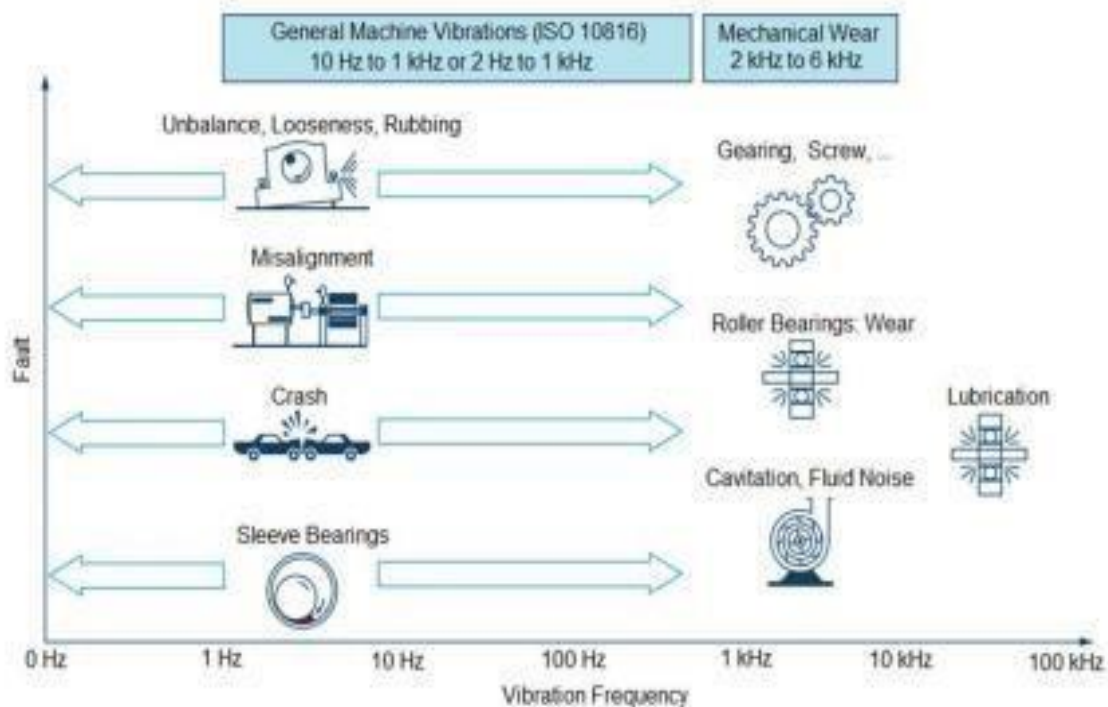 General Machine Vibrations (ISO 10816)
10 Hz to 1 kHz or 2 Hz to 1 kHz
Mechanical Wear
2 kHz to 6 kHz
Unbalance, Looseness, Rubbing
Gearing, Screw, ...
Misalignment
Roller Bearings: Wear
Crash
Lubrication
Cavitation, Fluid Noise
Sleeve Bearings
Fault
0 Hz
1 Hz
10 Hz
100 Hz
1 kHz
10 kHz
100 kHz
Vibration Frequency